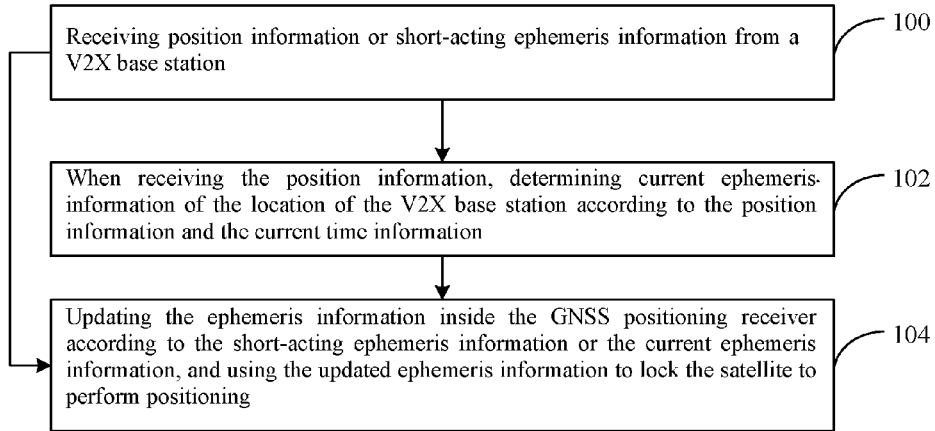 Receiving position information or short-acting ephemeris information from a
V2X base station
100
When receiving the position information, determining current ephemeris
information of the location of the V2X base station according to the position
information and the current time information
102
Updating the ephemeris information inside the GNSS positioning receiver
according to the short-acting ephemeris information or the current ephemeris
information, and using the updated ephemeris information to lock the satellite to
perform positioning
104